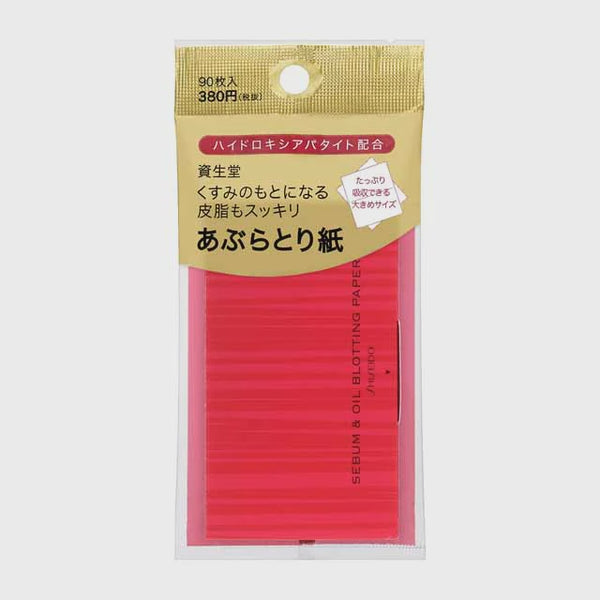 90枚入
380円(税抜)
ハイドロキシアパタイト配合
資生堂
くすみのもとになる
皮脂もスッキリ
あぶらとり紙
たっぷり
吸収できる
大きめサイズ
SEBUM & OIL BLOTTING PAPER
SHISEIDO